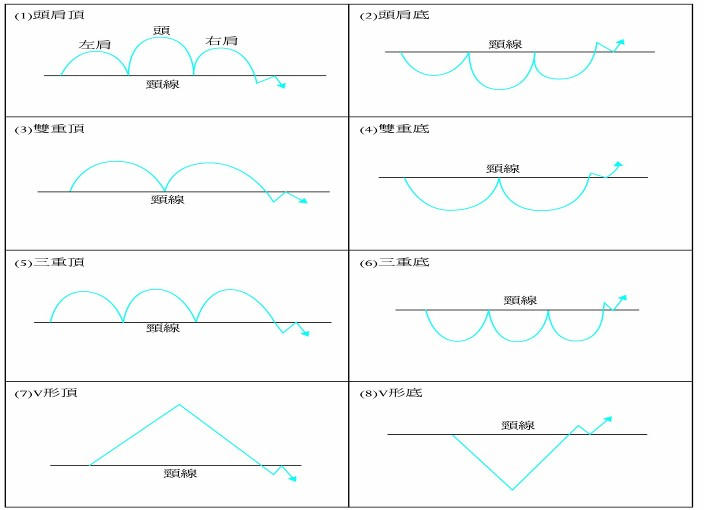 (1)頭肩頂
左肩
頭
右肩
頸線
(2)頭肩底
頸線
(3)雙重頂
頸線
(4)雙重底
頸線
(5)三重頂
頸線
(6)三重底
頸線
(7)V形頂
頸線
(8)V形底
頸線